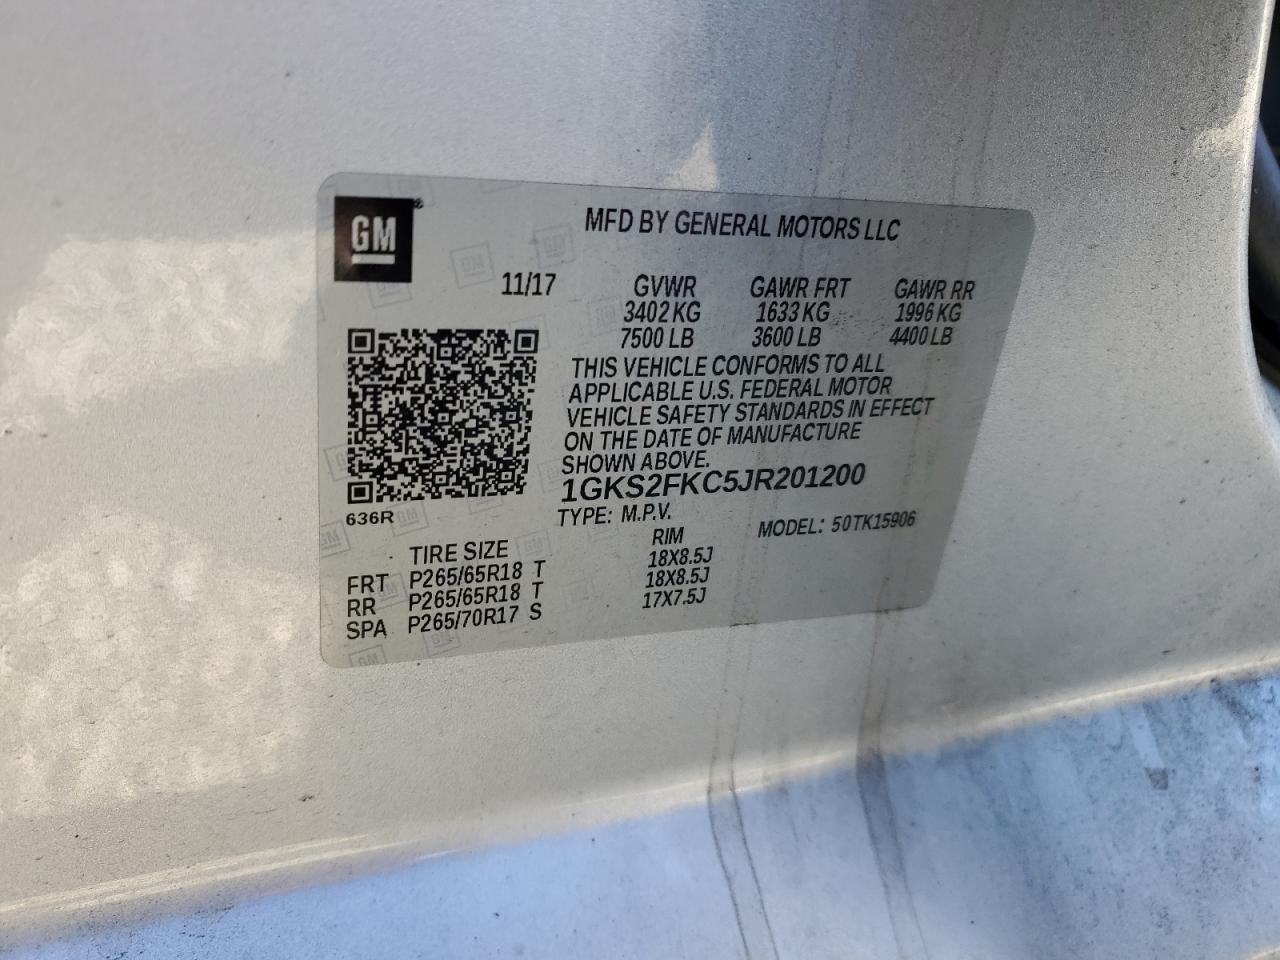 GM
MFD BY GENERAL MOTORS LLC
11/17 GVWR GAWR FRT GAWR RR
3402 KG 1633 KG 1996 KG
7500 LB 3600 LB 4400 LB
THIS VEHICLE CONFORMS TO ALL
APPLICABLE U.S. FEDERAL MOTOR
VEHICLE SAFETY STANDARDS IN EFFECT
ON THE DATE OF MANUFACTURE
SHOWN ABOVE.
1GKS2FKC5JR201200
636R
TYPE: M.P.V. MODEL: 50TK15906
TIRE SIZE RIM
FRT P265/65R18 T 18X8.5J
RR P265/65R18 T 18X8.5J
SPA P265/70R17 S 17X7.5J